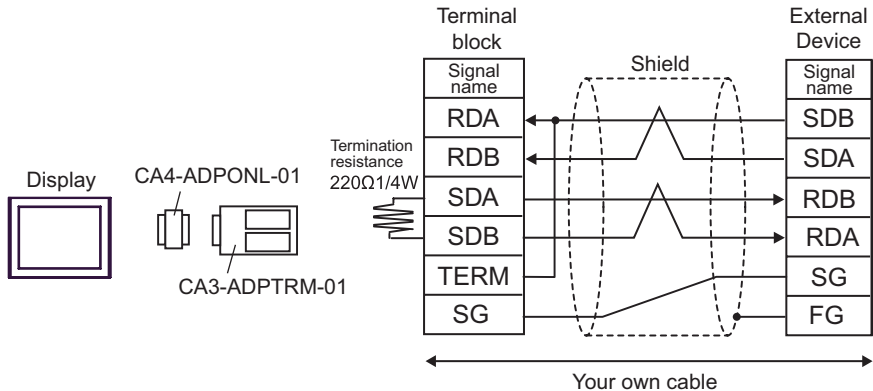 Terminal
block
External
Device
Shield
Signal
name
Signal
name
RDA
SDB
Termination
resistance
220Ω1/4W
RDB
SDA
Display
CA4-ADPONL-01
SDA
RDB
SDB
RDA
CA3-ADPTRM-01
TERM
SG
SG
FG
Your own cable